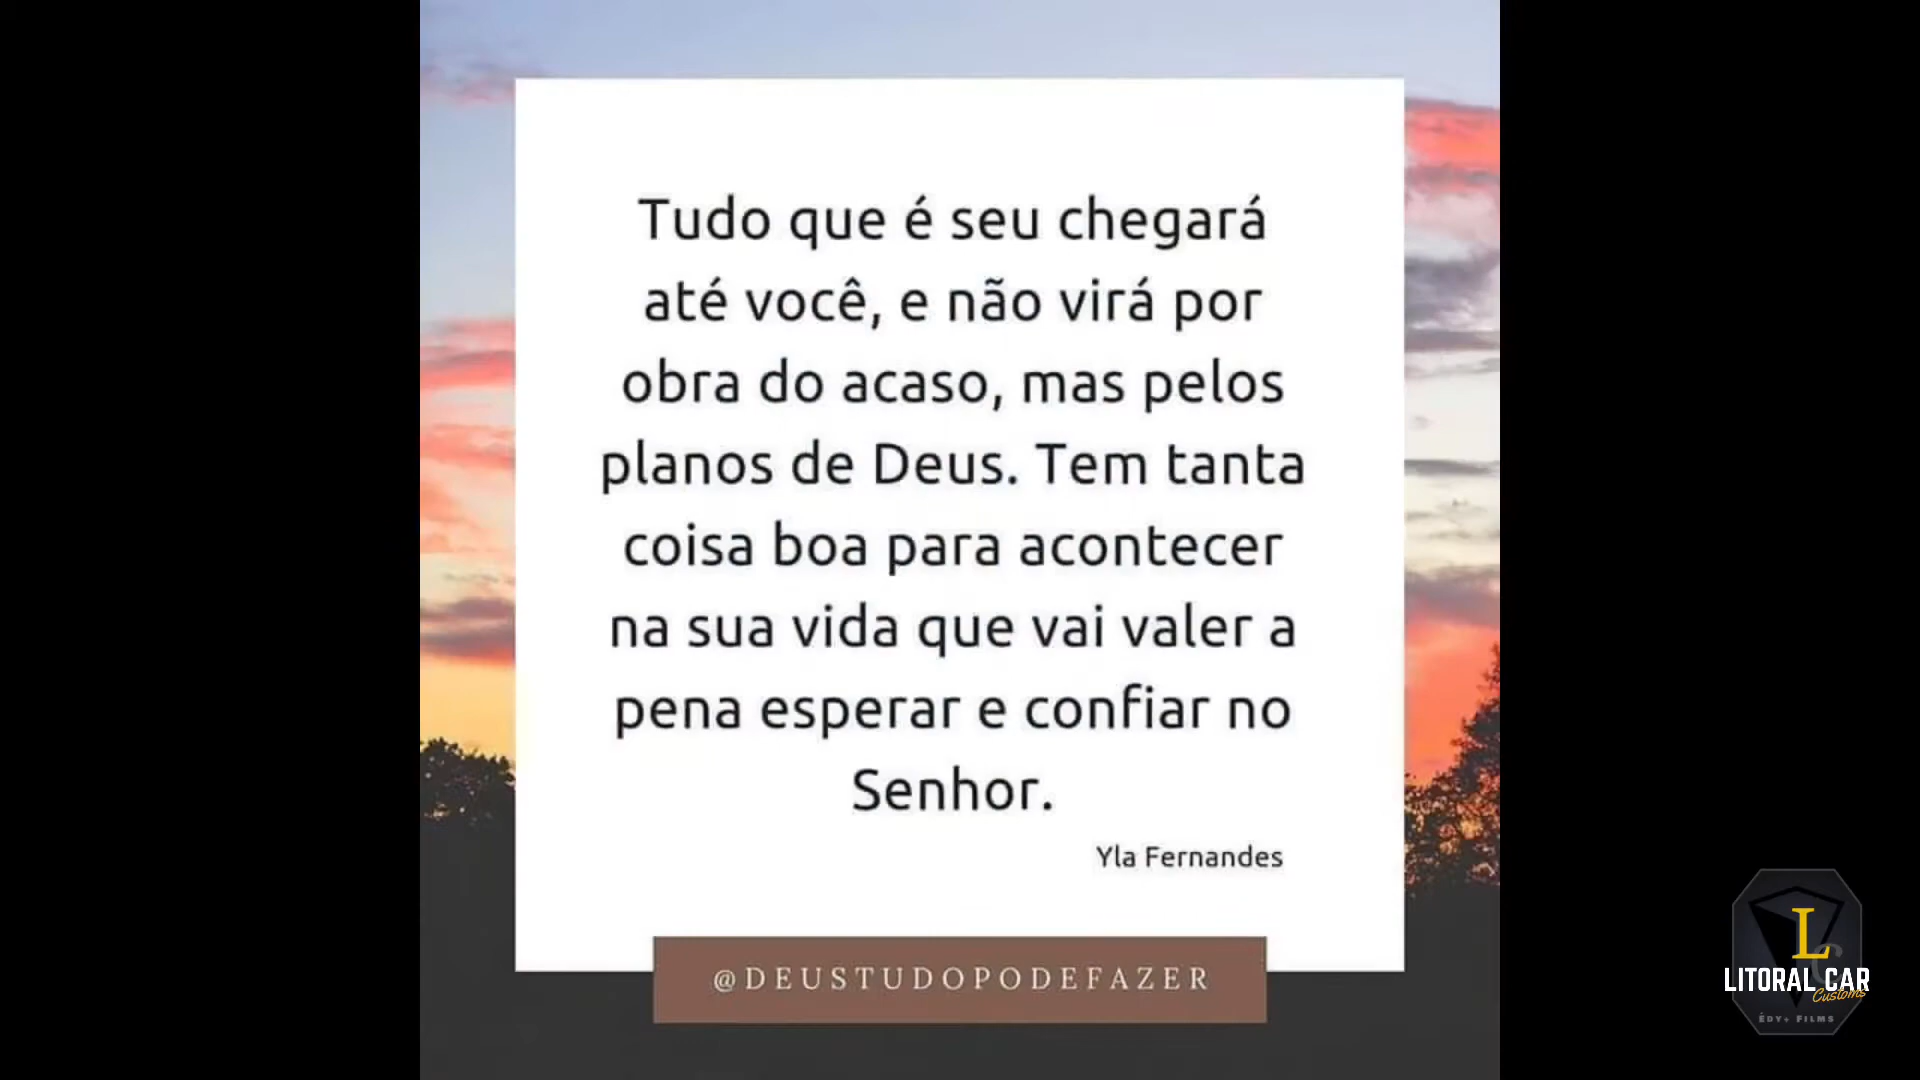 Tudo que é seu chegará
até você, e não virá por
obra do acaso, mas pelos
planos de Deus. Tem tanta
coisa boa para acontecer
na sua vida que vai valer a
pena esperar e confiar no
Senhor.
Yla Fernandes
@DEUSTUDOPODEFAZER
L
C
LITORAL CAR
Customs
ÉDY+ FILMS